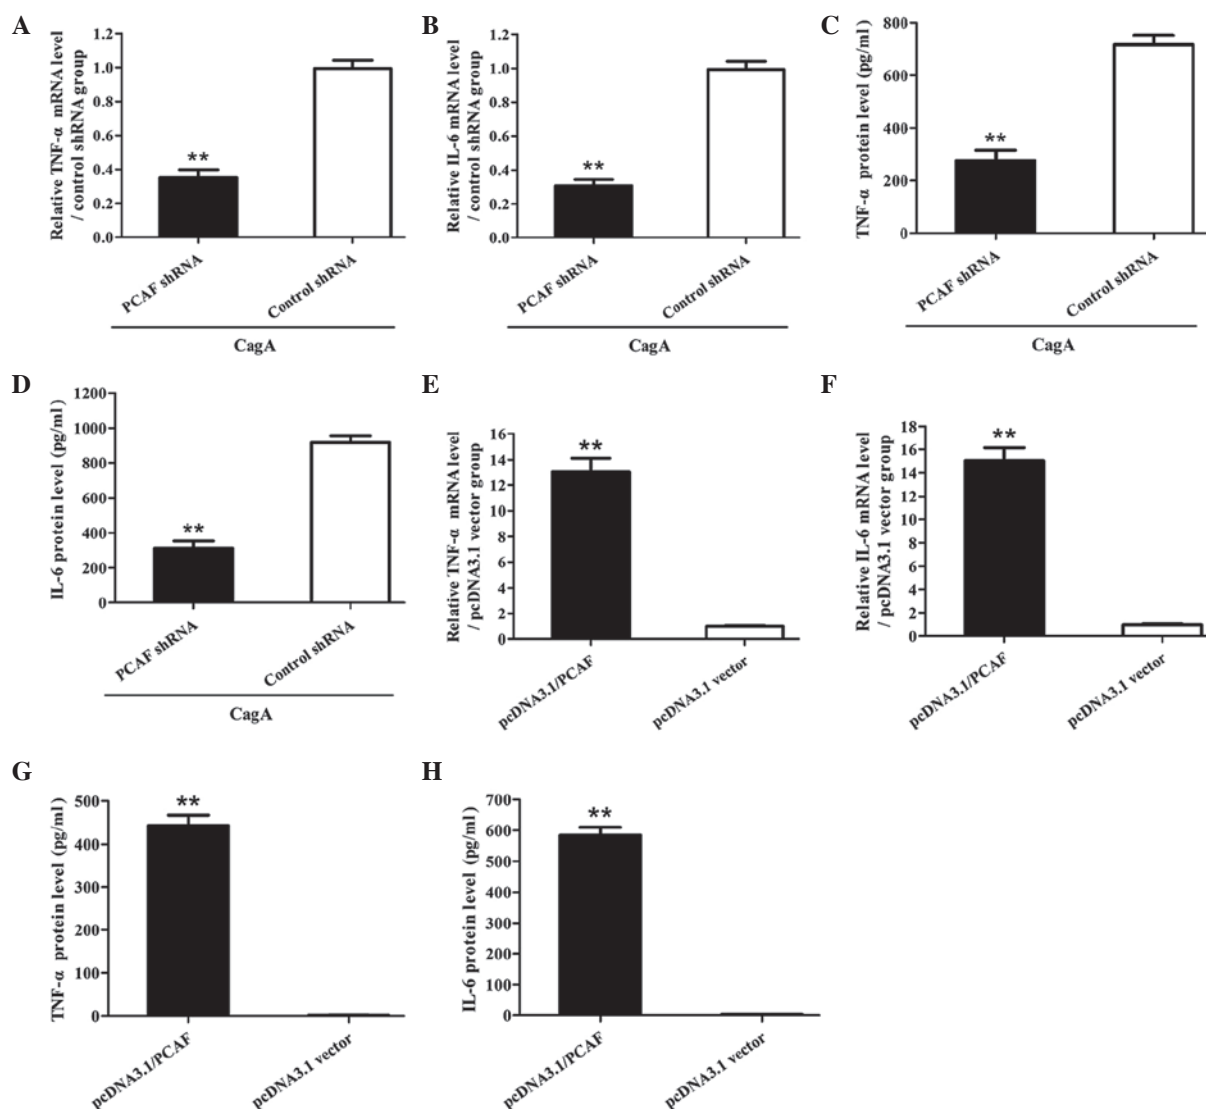 A
Relative TNF-α mRNA level
/ control shRNA group
1.2
1.0
0.8
0.6
0.4
0.2
0.0
**
PCAF shRNA
Control shRNA
CagA
B
Relative IL-6 mRNA level
/ control shRNA group
1.2
1.0
0.8
0.6
0.4
0.2
0.0
**
PCAF shRNA
Control shRNA
CagA
C
TNF-α protein level (pg/ml)
800
600
400
200
0
**
PCAF shRNA
Control shRNA
CagA
D
IL-6 protein level (pg/ml)
1200
1000
800
600
400
200
0
**
PCAF shRNA
Control shRNA
CagA
E
Relative TNF-α mRNA level
/ pcDNA3.1 vector group
16
14
12
10
8
6
4
2
0
**
pcDNA3.1/PCAF
pcDNA3.1 vector
F
Relative IL-6 mRNA level
/ pcDNA3.1 vector group
18
16
14
12
10
8
6
4
2
0
**
pcDNA3.1/PCAF
pcDNA3.1 vector
G
TNF-α protein level (pg/ml)
500
400
300
200
100
0
**
pcDNA3.1/PCAF
pcDNA3.1 vector
H
IL-6 protein level (pg/ml)
700
600
500
400
300
200
100
0
**
pcDNA3.1/PCAF
pcDNA3.1 vector